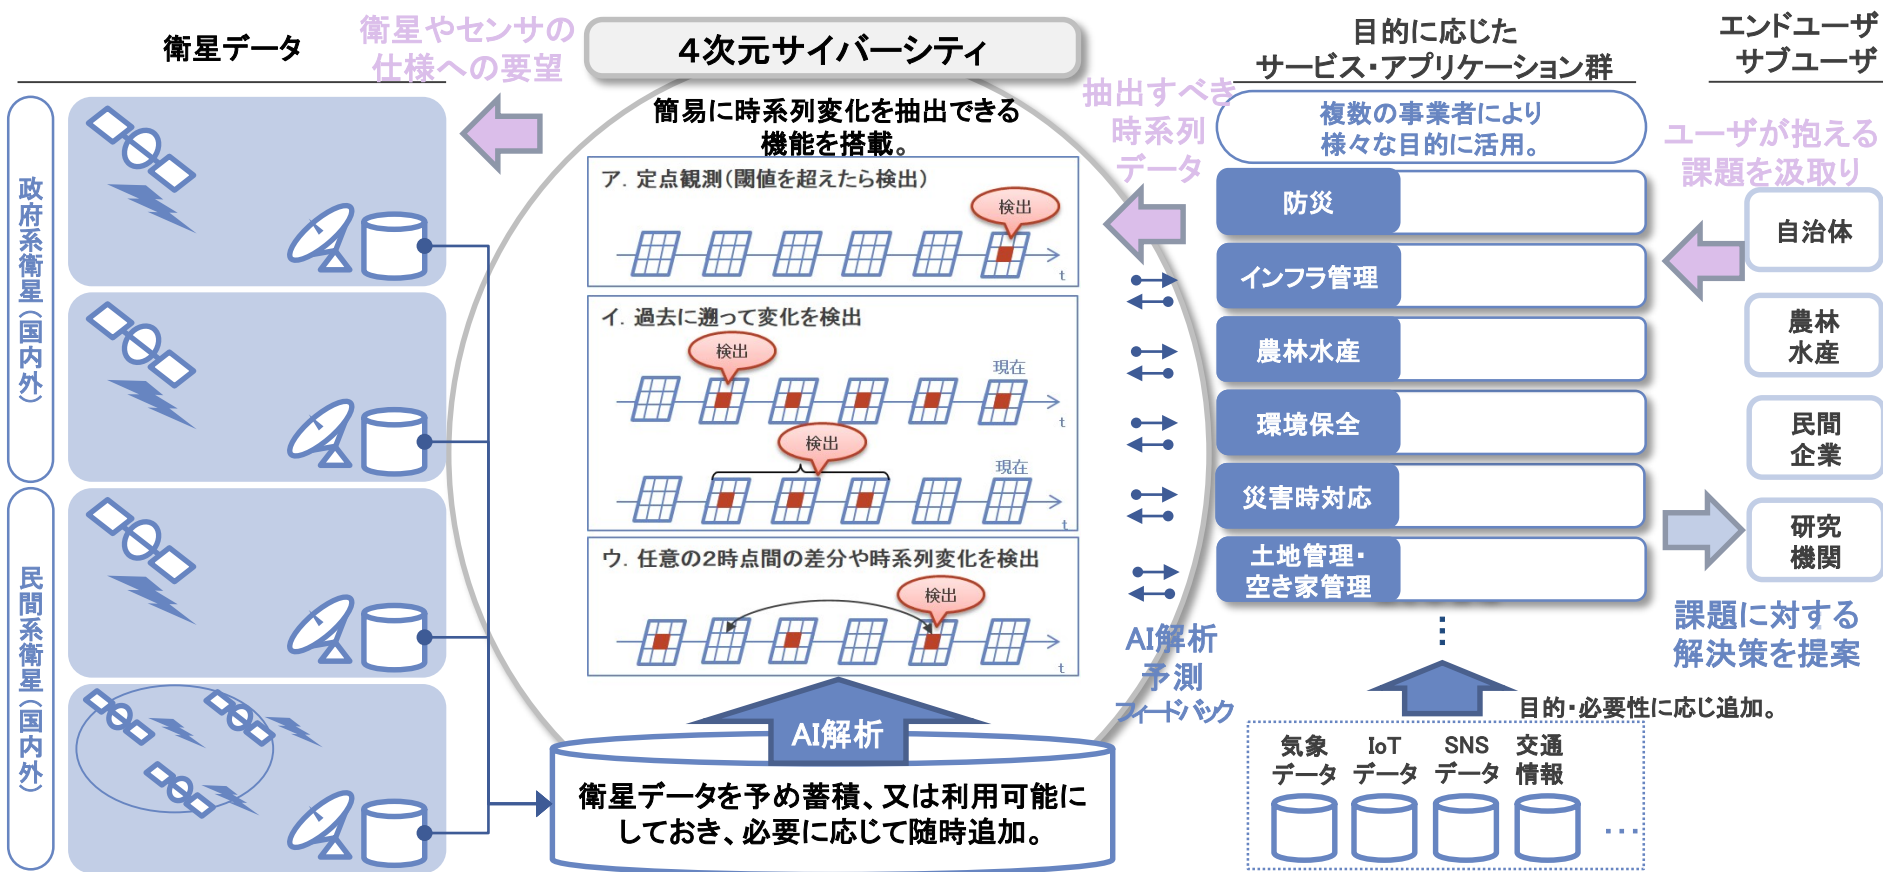 衛星データ
衛星やセンサの
仕様への要望
政府系衛星(国内外)
民間系衛星(国内外)
4次元サイバーシティ
簡易に時系列変化を抽出できる
機能を搭載。
ア. 定点観測(閾値を超えたら検出)
検出
t
イ. 過去に遡って変化を検出
検出
現在
t
検出
現在
t
ウ. 任意の2時点間の差分や時系列変化を検出
検出
t
AI解析
衛星データを予め蓄積、又は利用可能に
しておき、必要に応じて随時追加。
抽出すべき
時系列
データ
AI解析
予測
フィードバック
目的に応じた
サービス・アプリケーション群
複数の事業者により
様々な目的に活用。
防災
インフラ管理
農林水産
環境保全
災害時対応
土地管理・
空き家管理
⋮
目的・必要性に応じ追加。
気象
データ
IoT
データ
SNS
データ
交通
情報
…
エンドユーザ
サブユーザ
ユーザが抱える
課題を汲取り
自治体
農林
水産
民間
企業
研究
機関
課題に対する
解決策を提案